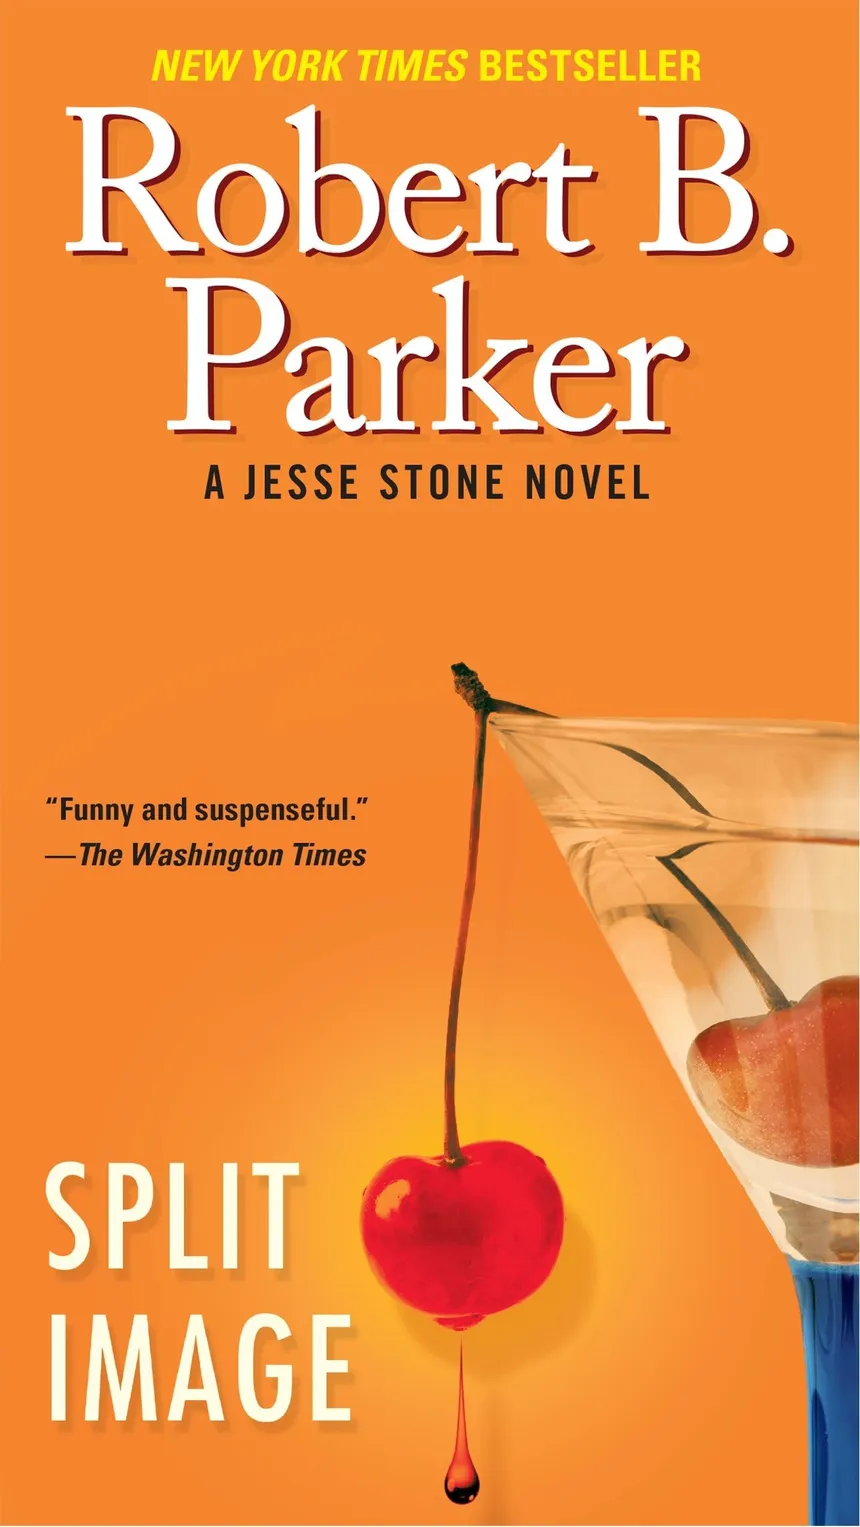 NEW YORK TIMES BESTSELLER
Robert B.
Parker
A JESSE STONE NOVEL
“Funny and suspenseful.”
—The Washington Times
SPLIT
IMAGE